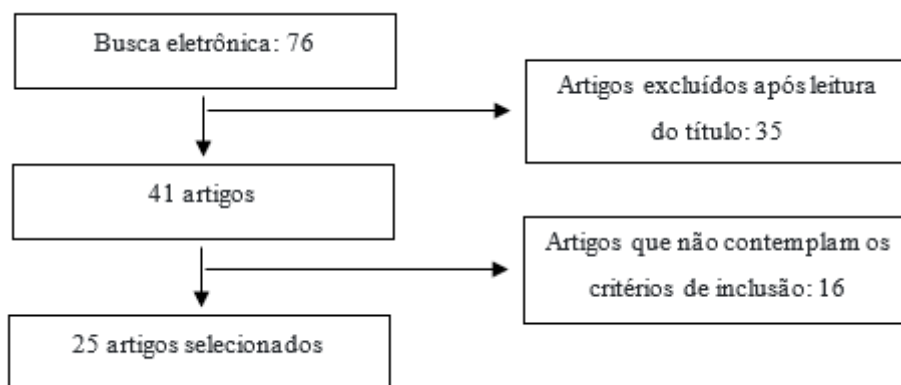 Busca eletrônica: 76
Artigos excluídos após leitura
do título: 35
41 artigos
Artigos que não contemplam os
critérios de inclusão: 16
25 artigos selecionados